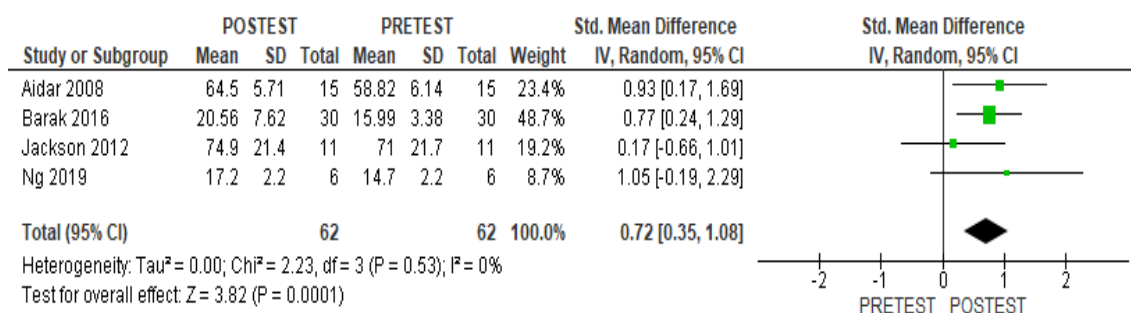 POSTEST PRETEST Std. Mean Difference Std. Mean Difference
Study or Subgroup Mean SD Total Mean SD Total Weight IV, Random, 95% CI IV, Random, 95% CI
Aidar 2008 64.5 5.71 15 58.82 6.14 15 23.4% 0.93 [0.17, 1.69]
Barak 2016 20.56 7.62 30 15.99 3.38 30 48.7% 0.77 [0.24, 1.29]
Jackson 2012 74.9 21.4 11 71 21.7 11 19.2% 0.17 [-0.66, 1.01]
Ng 2019 17.2 2.2 6 14.7 2.2 6 8.7% 1.05 [-0.19, 2.29]
Total (95% CI) 62 62 100.0% 0.72 [0.35, 1.08]
Heterogeneity: Tau² = 0.00; Chi² = 2.23, df = 3 (P = 0.53); I² = 0%
Test for overall effect: Z = 3.82 (P = 0.0001)
-2 -1 0 1 2
PRETEST POSTEST